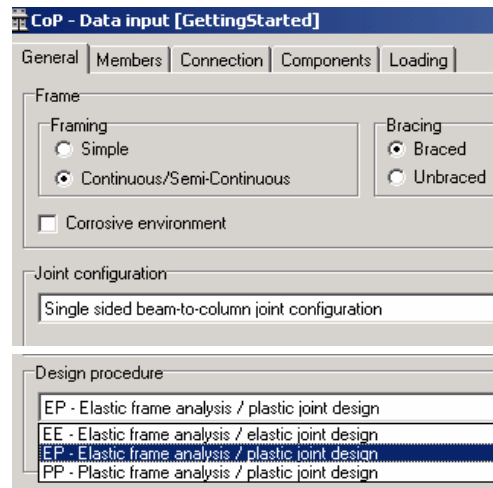 CoP - Data input [GettingStarted]
General Members Connection Components Loading
Frame
Framing
Simple
Continuous/Semi-Continuous
Bracing
Braced
Unbraced
Corrosive environment
Joint configuration
Single sided beam-to-column joint configuration
Design procedure
EP - Elastic frame analysis / plastic joint design
EE - Elastic frame analysis / elastic joint design
EP - Elastic frame analysis / plastic joint design
PP - Plastic frame analysis / plastic joint design